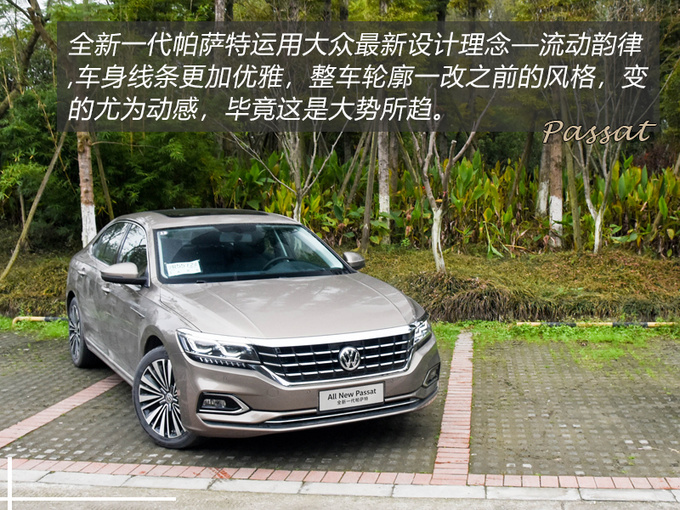 全新一代帕萨特运用大众最新设计理念—流动韵律
,车身线条更加优雅，整车轮廓一改之前的风格，变
的尤为动感，毕竟这是大势所趋。
Passat
All New Passat
全新一代帕萨特